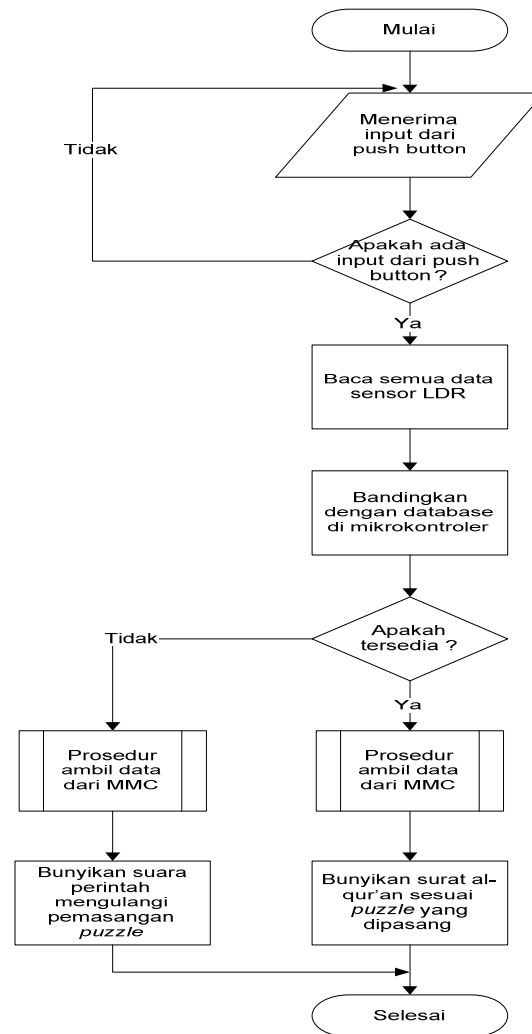 Mulai
Menerima
input dari
push button
Tidak
Apakah ada
input dari push
button ?
Ya
Baca semua data
sensor LDR
Bandingkan
dengan database
di mikrokontroler
Apakah
tersedia ?
Tidak
Ya
Prosedur
ambil data
dari MMC
Prosedur
ambil data
dari MMC
Bunyikan suara
perintah
mengulangi
pemasangan
puzzle
Bunyikan surat al-
qur’an sesuai
puzzle yang
dipasang
Selesai